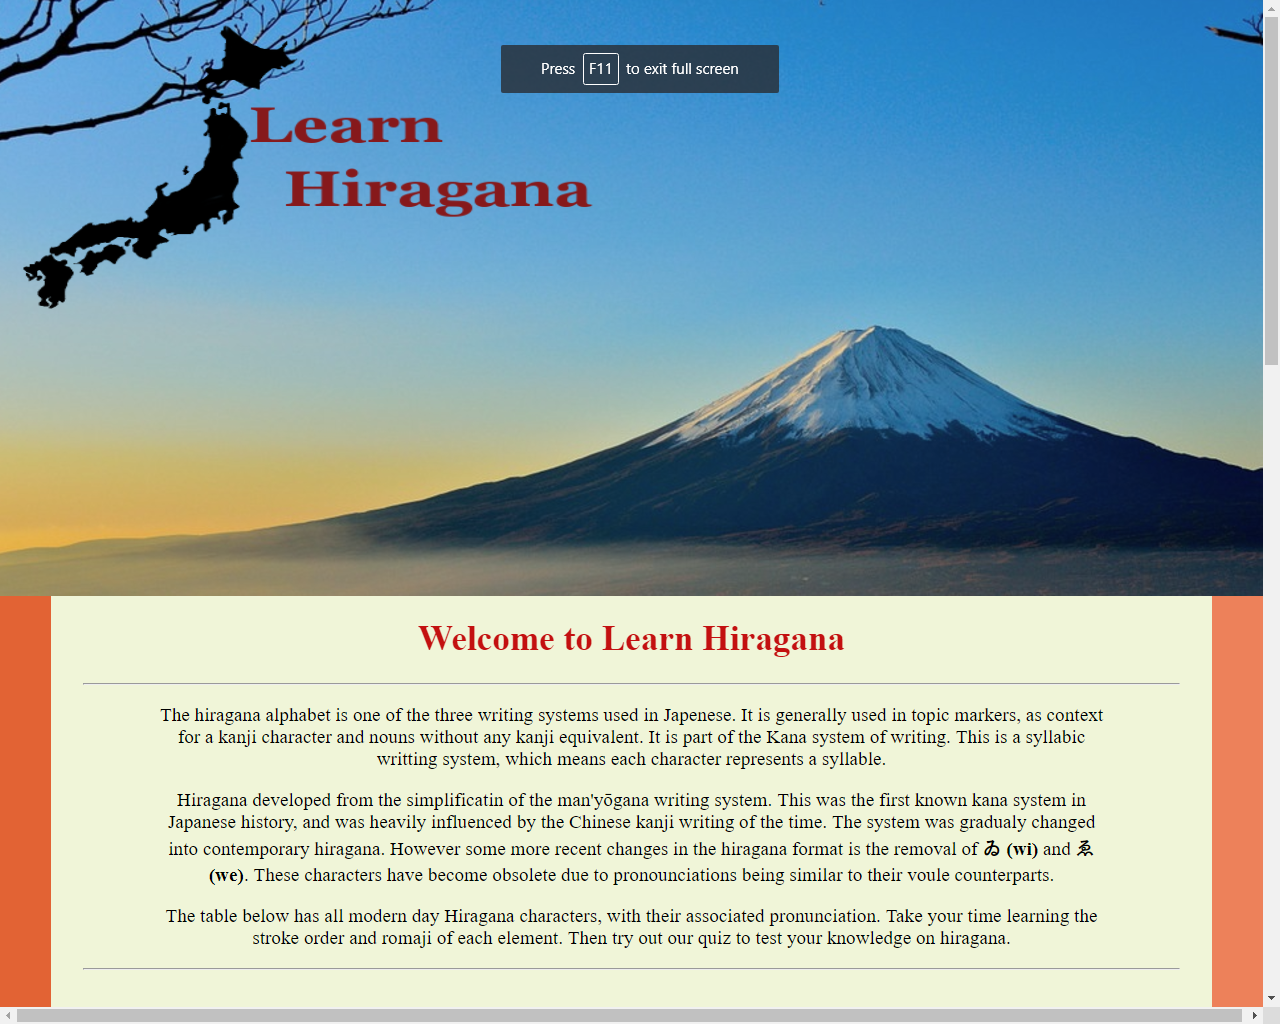 Press F11 to exit full screen
Learn
Hiragana
Welcome to Learn Hiragana
The hiragana alphabet is one of the three writing systems used in Japenese. It is generally used in topic markers, as context
for a kanji character and nouns without any kanji equivalent. It is part of the Kana system of writing. This is a syllabic
writting system, which means each character represents a syllable.
Hiragana developed from the simplificatin of the man'yōgana writing system. This was the first known kana system in
Japanese history, and was heavily influenced by the Chinese kanji writing of the time. The system was gradualy changed
into contemporary hiragana. However some more recent changes in the hiragana format is the removal of ゐ (wi) and ゑ
(we). These characters have become obsolete due to pronounciations being similar to their voule counterparts.
The table below has all modern day Hiragana characters, with their associated pronunciation. Take your time learning the
stroke order and romaji of each element. Then try out our quiz to test your knowledge on hiragana.